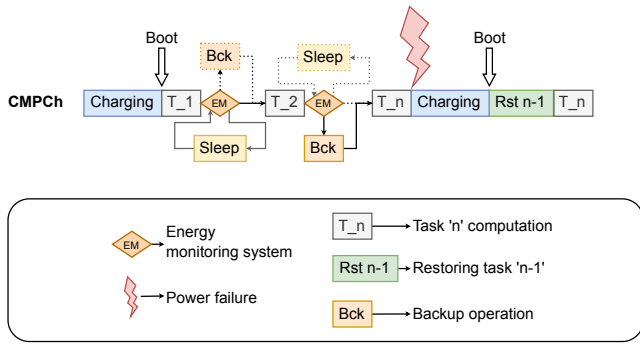 Boot
Bck
Sleep
Boot
CMPCh
Charging
T_1
EM
T_2
EM
T_n
Charging
Rst n-1
T_n
Sleep
Bck
EM
Energy
monitoring system
Power failure
T_n
Task 'n' computation
Rst n-1
Restoring task 'n-1'
Bck
Backup operation